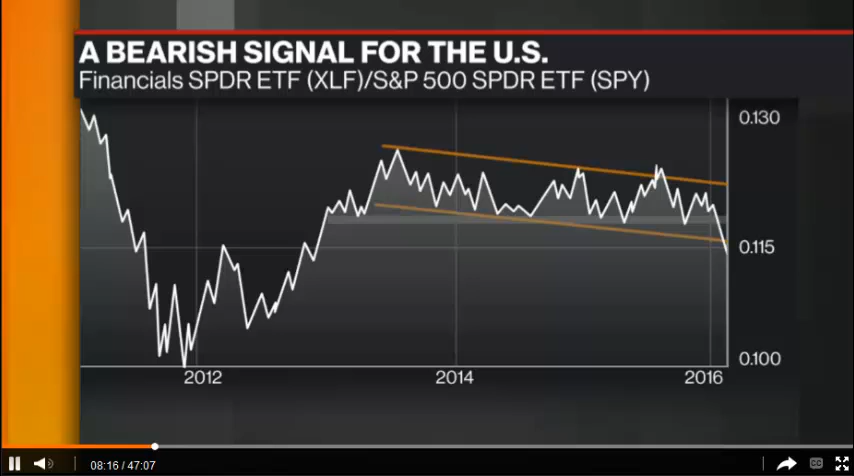 A BEARISH SIGNAL FOR THE U.S.
Financials SPDR ETF (XLF)/S&P 500 SPDR ETF (SPY)
0.130
0.115
0.100
2012 2014 2016
08:16 / 47:07
CC